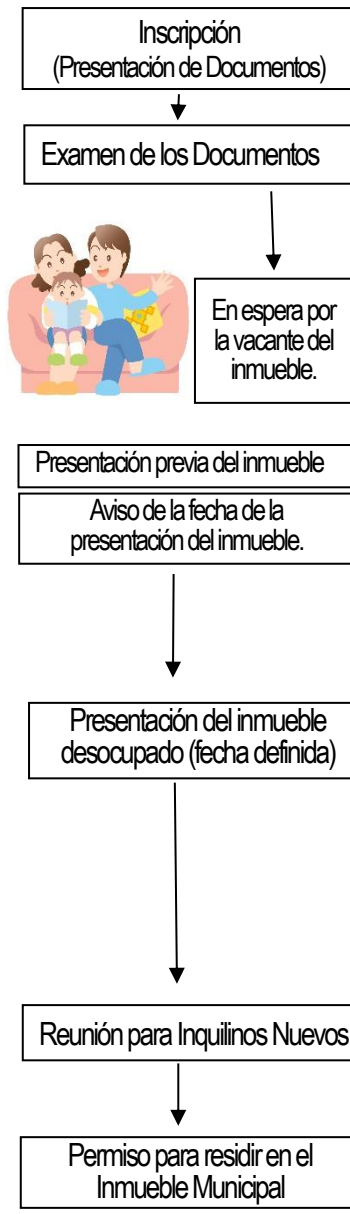 Inscripción
(Presentación de Documentos)
Examen de los Documentos
En espera por
la vacante del
inmueble.
Presentación previa del inmueble
Aviso de la fecha de la
presentación del inmueble.
Presentación del inmueble
desocupado (fecha definida)
Reunión para Inquilinos Nuevos
Permiso para residir en el
Inmueble Municipal